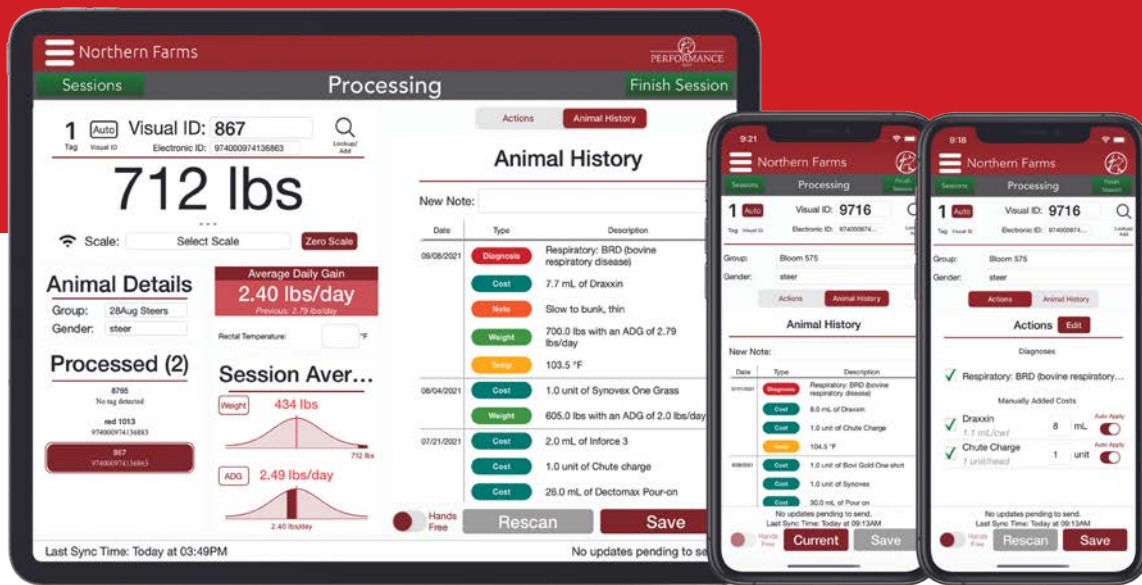 Northern Farms
PERFORMANCE
Sessions
Processing
Finish Session
1
Auto
Visual ID:
867
Tag
Visual ID
Electronic ID:
974000974136863
Lookup/
Add
712 lbs
Scale:
Select Scale
Zero Scale
Animal Details
Group:
28Aug Steers
Gender:
steer
Average Daily Gain
2.40 lbs/day
Previous: 2.79 lbs/day
Rectal Temperature:
°F
Processed (2)
8765
No tag detected
red 1013
974000974136883
867
974000974136863
Session Aver...
Weight
434 lbs
712 lbs
ADG
2.49 lbs/day
2.40 lbs/day
Actions
Animal History
Animal History
New Note:
Date
Type
Description
09/08/2021
Diagnosis
Respiratory: BRD (bovine
respiratory disease)
Cost
7.7 mL of Draxxin
Note
Slow to bunk, thin
Weight
700.0 lbs with an ADG of 2.79
lbs/day
Temp
103.5 °F
08/04/2021
Cost
1.0 unit of Synovex One Grass
Weight
605.0 lbs with an ADG of 2.0 lbs/day
07/21/2021
Cost
2.0 mL of Inforce 3
Cost
1.0 unit of Chute charge
Cost
26.0 mL of Dectomax Pour-on
Hands
Free
Rescan
Save
Last Sync Time: Today at 03:49PM
No updates pending to se
9:21
Northern Farms
Sessions
Processing
Finish
Session
1
Auto
Visual ID:
9716
Tag
Visual ID
Electronic ID:
974000974...
Group:
Bloom 575
Gender:
steer
Actions
Animal History
Animal History
New Note:
Date
Type
Description
Diagnosis
Respiratory: BRD (bovine
respiratory disease)
Cost
8.0 mL of Draxxin
Cost
1.0 unit of Chute Charge
Temp
104.5 °F
Cost
1.0 unit of Bovi Gold One shot
Cost
1.0 unit of Synovex
Cost
30.0 mL of Pour on
No updates pending to send.
Last Sync Time: Today at 09:13AM
Hands
Free
Current
Save
9:18
Northern Farms
Sessions
Processing
Finish
Session
1
Auto
Visual ID:
9716
Tag
Visual ID
Electronic ID:
974000974...
Lookup/
Add
Group:
Bloom 575
Gender:
steer
Actions
Animal History
Actions
Edit
Diagnoses
Respiratory: BRD (bovine respiratory...
Manually Added Costs
Draxxin
1.1 mL/cwt
8
mL
Auto Apply
Chute Charge
1 unit/head
1
unit
Auto Apply
No updates pending to send.
Last Sync Time: Today at 09:13AM
Hands
Free
Rescan
Save